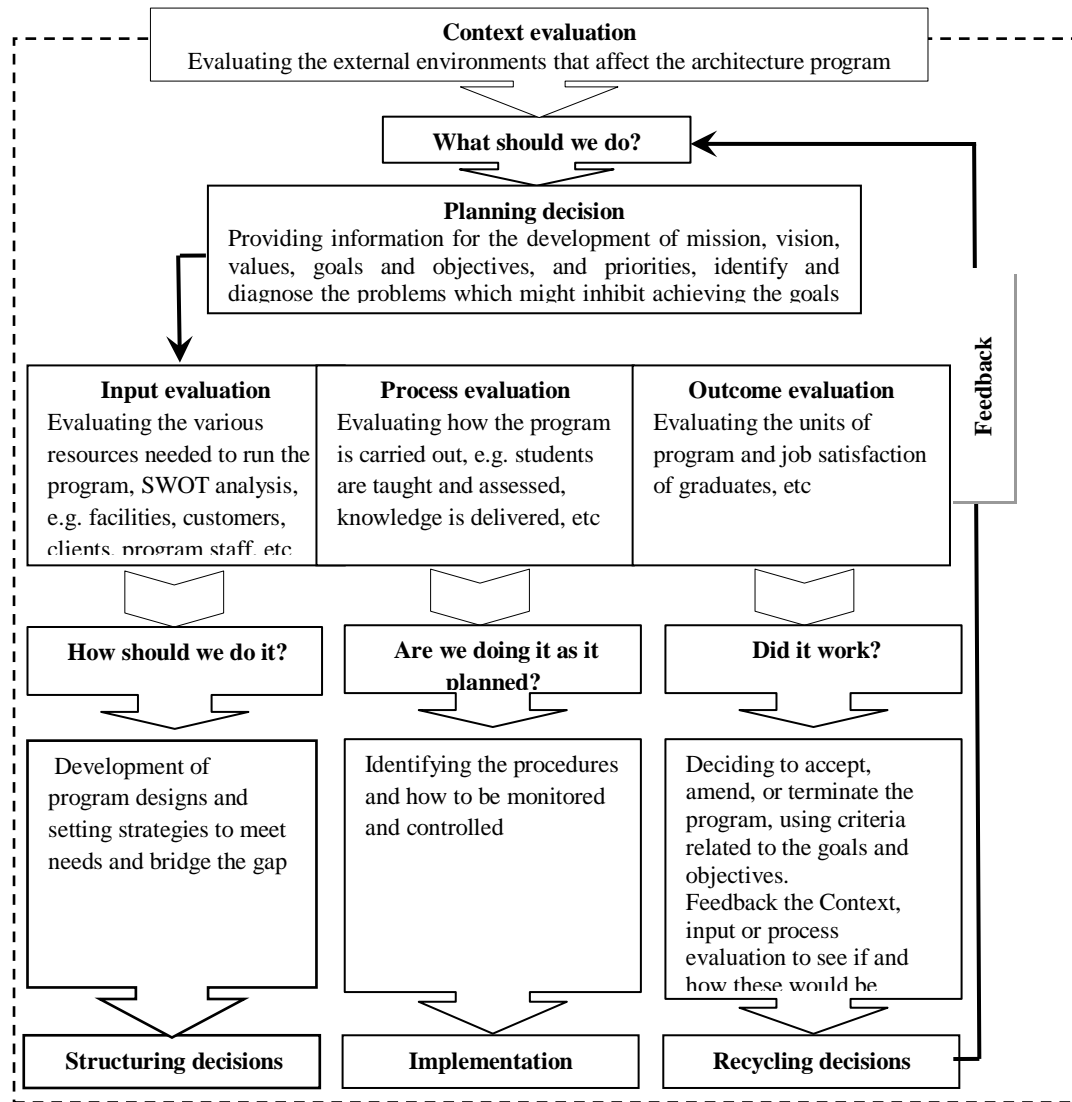 Context evaluation
Evaluating the external environments that affect the architecture program
What should we do?
Planning decision
Providing information for the development of mission, vision,
values, goals and objectives, and priorities, identify and
diagnose the problems which might inhibit achieving the goals
Feedback
Input evaluation
Evaluating the various
resources needed to run the
program, SWOT analysis,
e.g. facilities, customers,
clients, program staff, etc
Process evaluation
Evaluating how the program
is carried out, e.g. students
are taught and assessed,
knowledge is delivered, etc
Outcome evaluation
Evaluating the units of
program and job satisfaction
of graduates, etc
How should we do it?
Are we doing it as it
planned?
Did it work?
Development of
program designs and
setting strategies to meet
needs and bridge the gap
Identifying the procedures
and how to be monitored
and controlled
Deciding to accept,
amend, or terminate the
program, using criteria
related to the goals and
objectives.
Feedback the Context,
input or process
evaluation to see if and
how these would be
Structuring decisions
Implementation
Recycling decisions